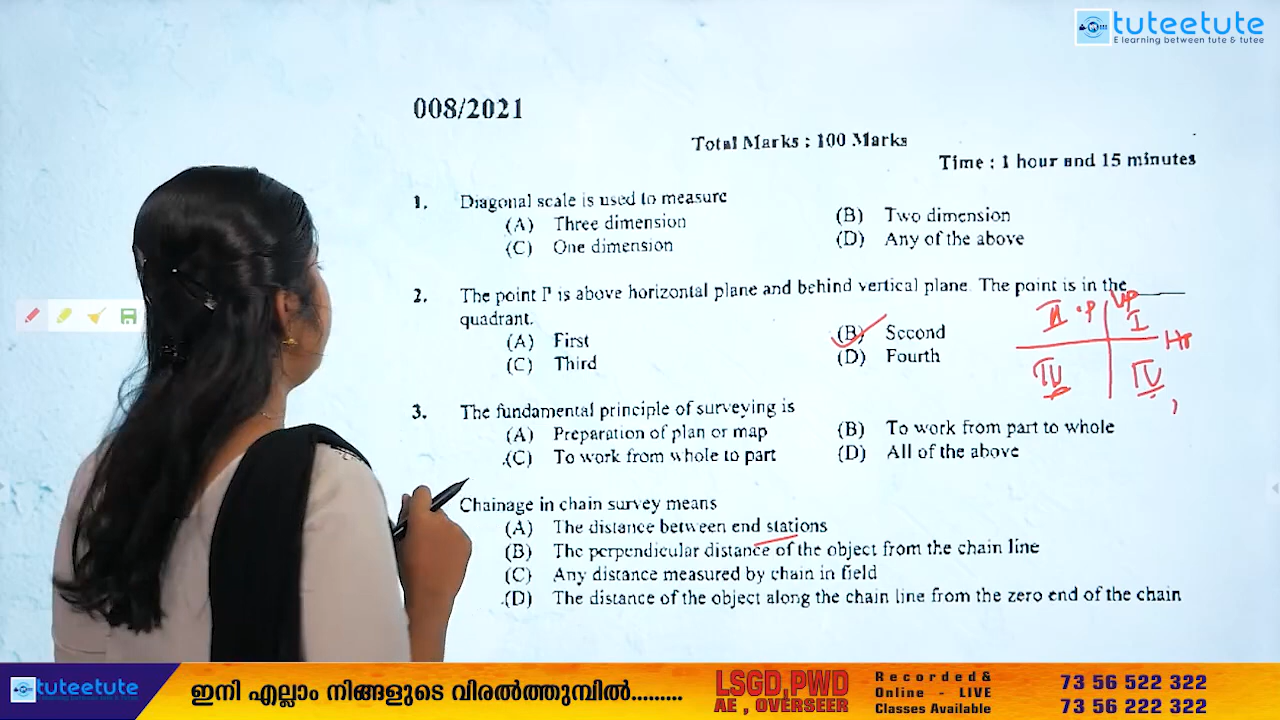 tuteetute
E learning between tute & tutee
008/2021
Total Marks : 100 Marks
Time : 1 hour and 15 minutes
1. Diagonal scale is used to measure
(A) Three dimension (B) Two dimension
(C) One dimension (D) Any of the above
2. The point P is above horizontal plane and behind vertical plane. The point is in the ______
quadrant.
(A) First (B) Second
(C) Third (D) Fourth
II .P VP I
IV
3. The fundamental principle of surveying is
(A) Preparation of plan or map (B) To work from part to whole
(C) To work from whole to part (D) All of the above
Chainage in chain survey means
(A) The distance between end stations
(B) The perpendicular distance of the object from the chain line
(C) Any distance measured by chain in field
(D) The distance of the object along the chain line from the zero end of the chain
tuteetute
ഇനി എല്ലാം നിങ്ങളുടെ വിരൽത്തുമ്പിൽ.........
LSGD,PWD
AE , OVERSEER
Recorded &
Online - LIVE
Classes Available
73 56 522 322
73 56 222 322